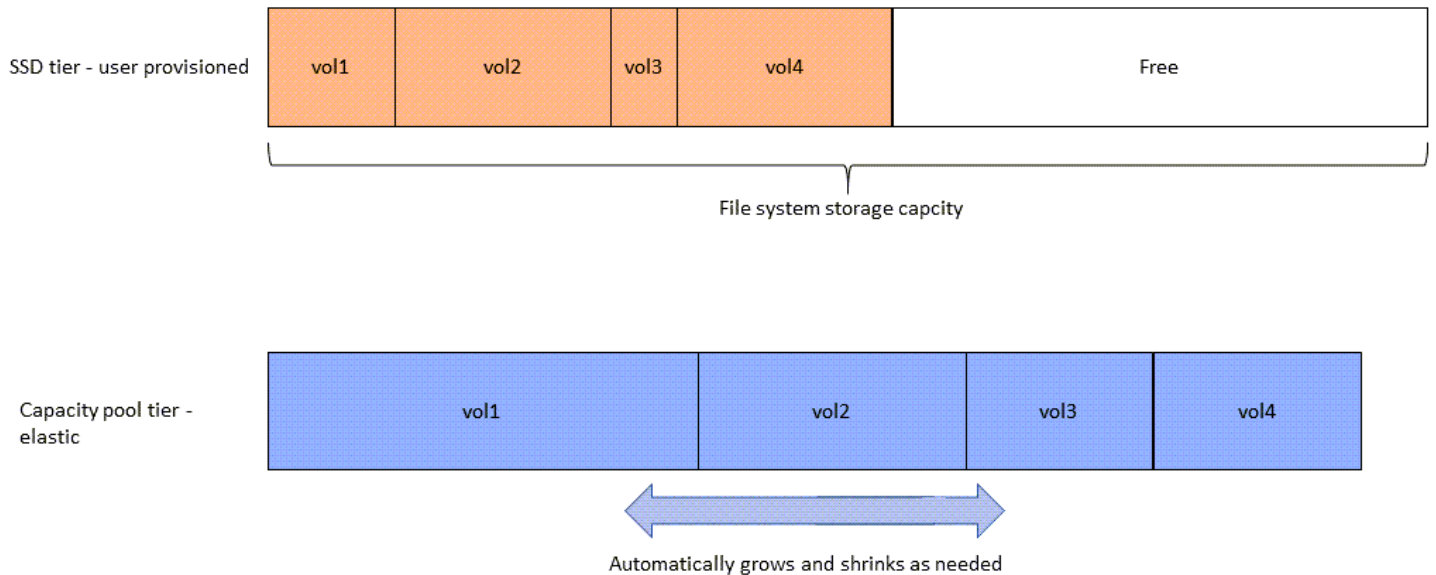 SSD tier - user provisioned
vol1
vol2
vol3
vol4
Free
File system storage capcity
Capacity pool tier -
elastic
vol1
vol2
vol3
vol4
Automatically grows and shrinks as needed